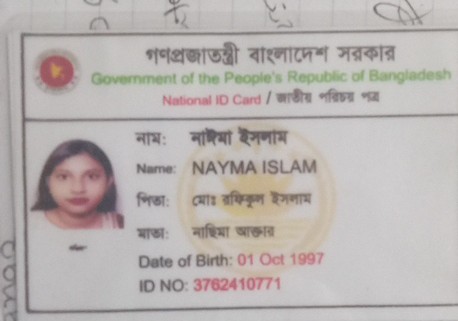 গণপ্রজাতন্ত্রী বাংলাদেশ সরকার
Government of the People's Republic of Bangladesh
National ID Card / জাতীয় পরিচয় পত্র
নাম: নাঈমা ইসলাম
Name: NAYMA ISLAM
পিতা: মোঃ রফিকুল ইসলাম
মাতা: নাছিমা আক্তার
Date of Birth: 01 Oct 1997
ID NO: 3762410771